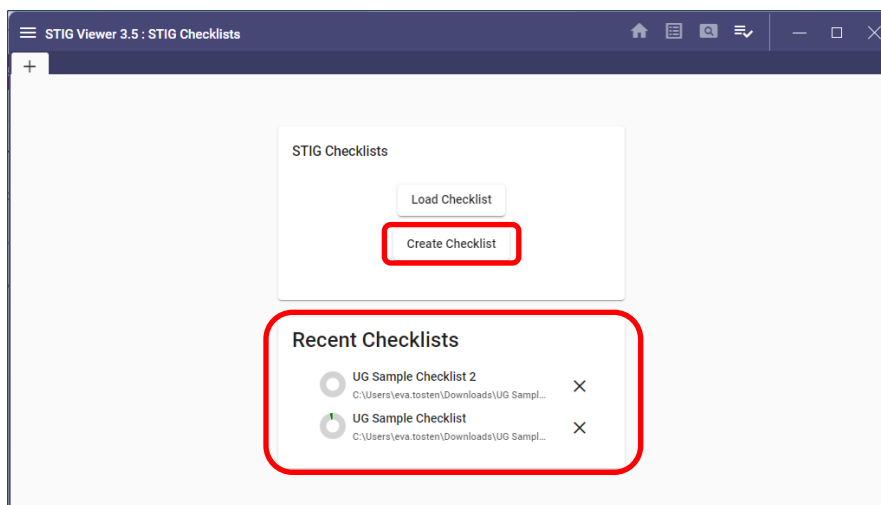 STIG Viewer 3.5 : STIG Checklists
STIG Checklists
Load Checklist
Create Checklist
Recent Checklists
UG Sample Checklist 2
C:\Users\eva.tosten\Downloads\UG Sampl...
UG Sample Checklist
C:\Users\eva.tosten\Downloads\UG Sampl...